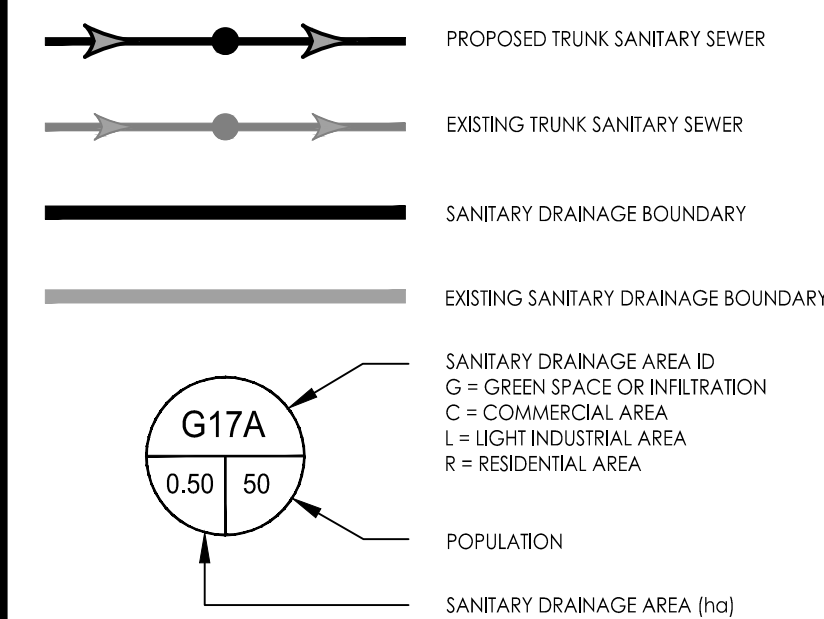 PROPOSED TRUNK SANITARY SEWER
EXISTING TRUNK SANITARY SEWER
SANITARY DRAINAGE BOUNDARY
EXISTING SANITARY DRAINAGE BOUNDARY
SANITARY DRAINAGE AREA ID
G = GREEN SPACE OR INFILTRATION
C = COMMERCIAL AREA
L = LIGHT INDUSTRIAL AREA
R = RESIDENTIAL AREA
G17A
0.50 50
POPULATION
SANITARY DRAINAGE AREA (ha)